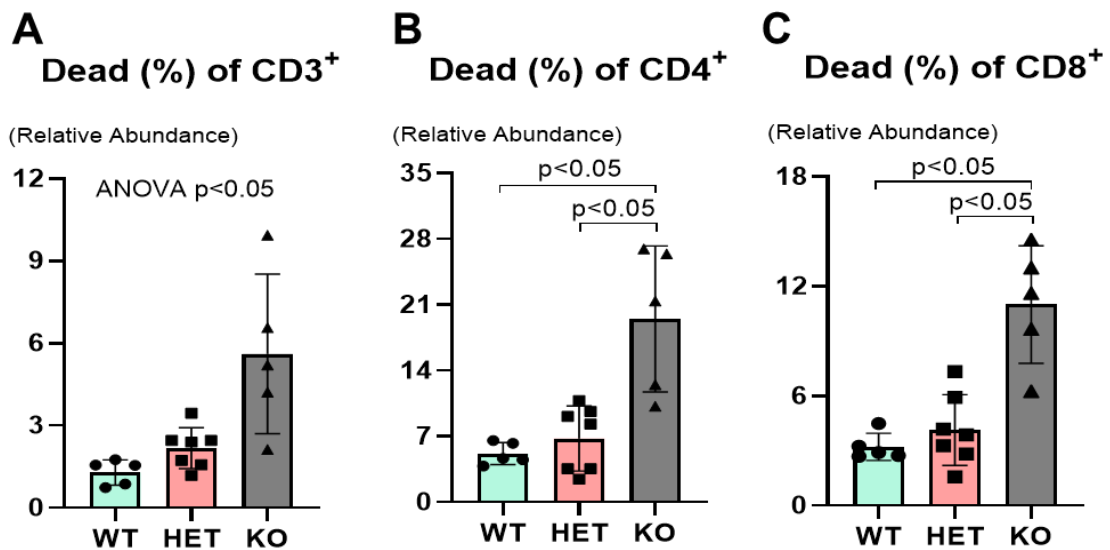 A
Dead (%) of CD3⁺
(Relative Abundance)
ANOVA p<0.05
12
9
6
3
0
WT HET KO
B
Dead (%) of CD4⁺
(Relative Abundance)
p<0.05
p<0.05
35
28
21
14
7
0
WT HET KO
C
Dead (%) of CD8⁺
(Relative Abundance)
p<0.05
p<0.05
18
12
6
0
WT HET KO